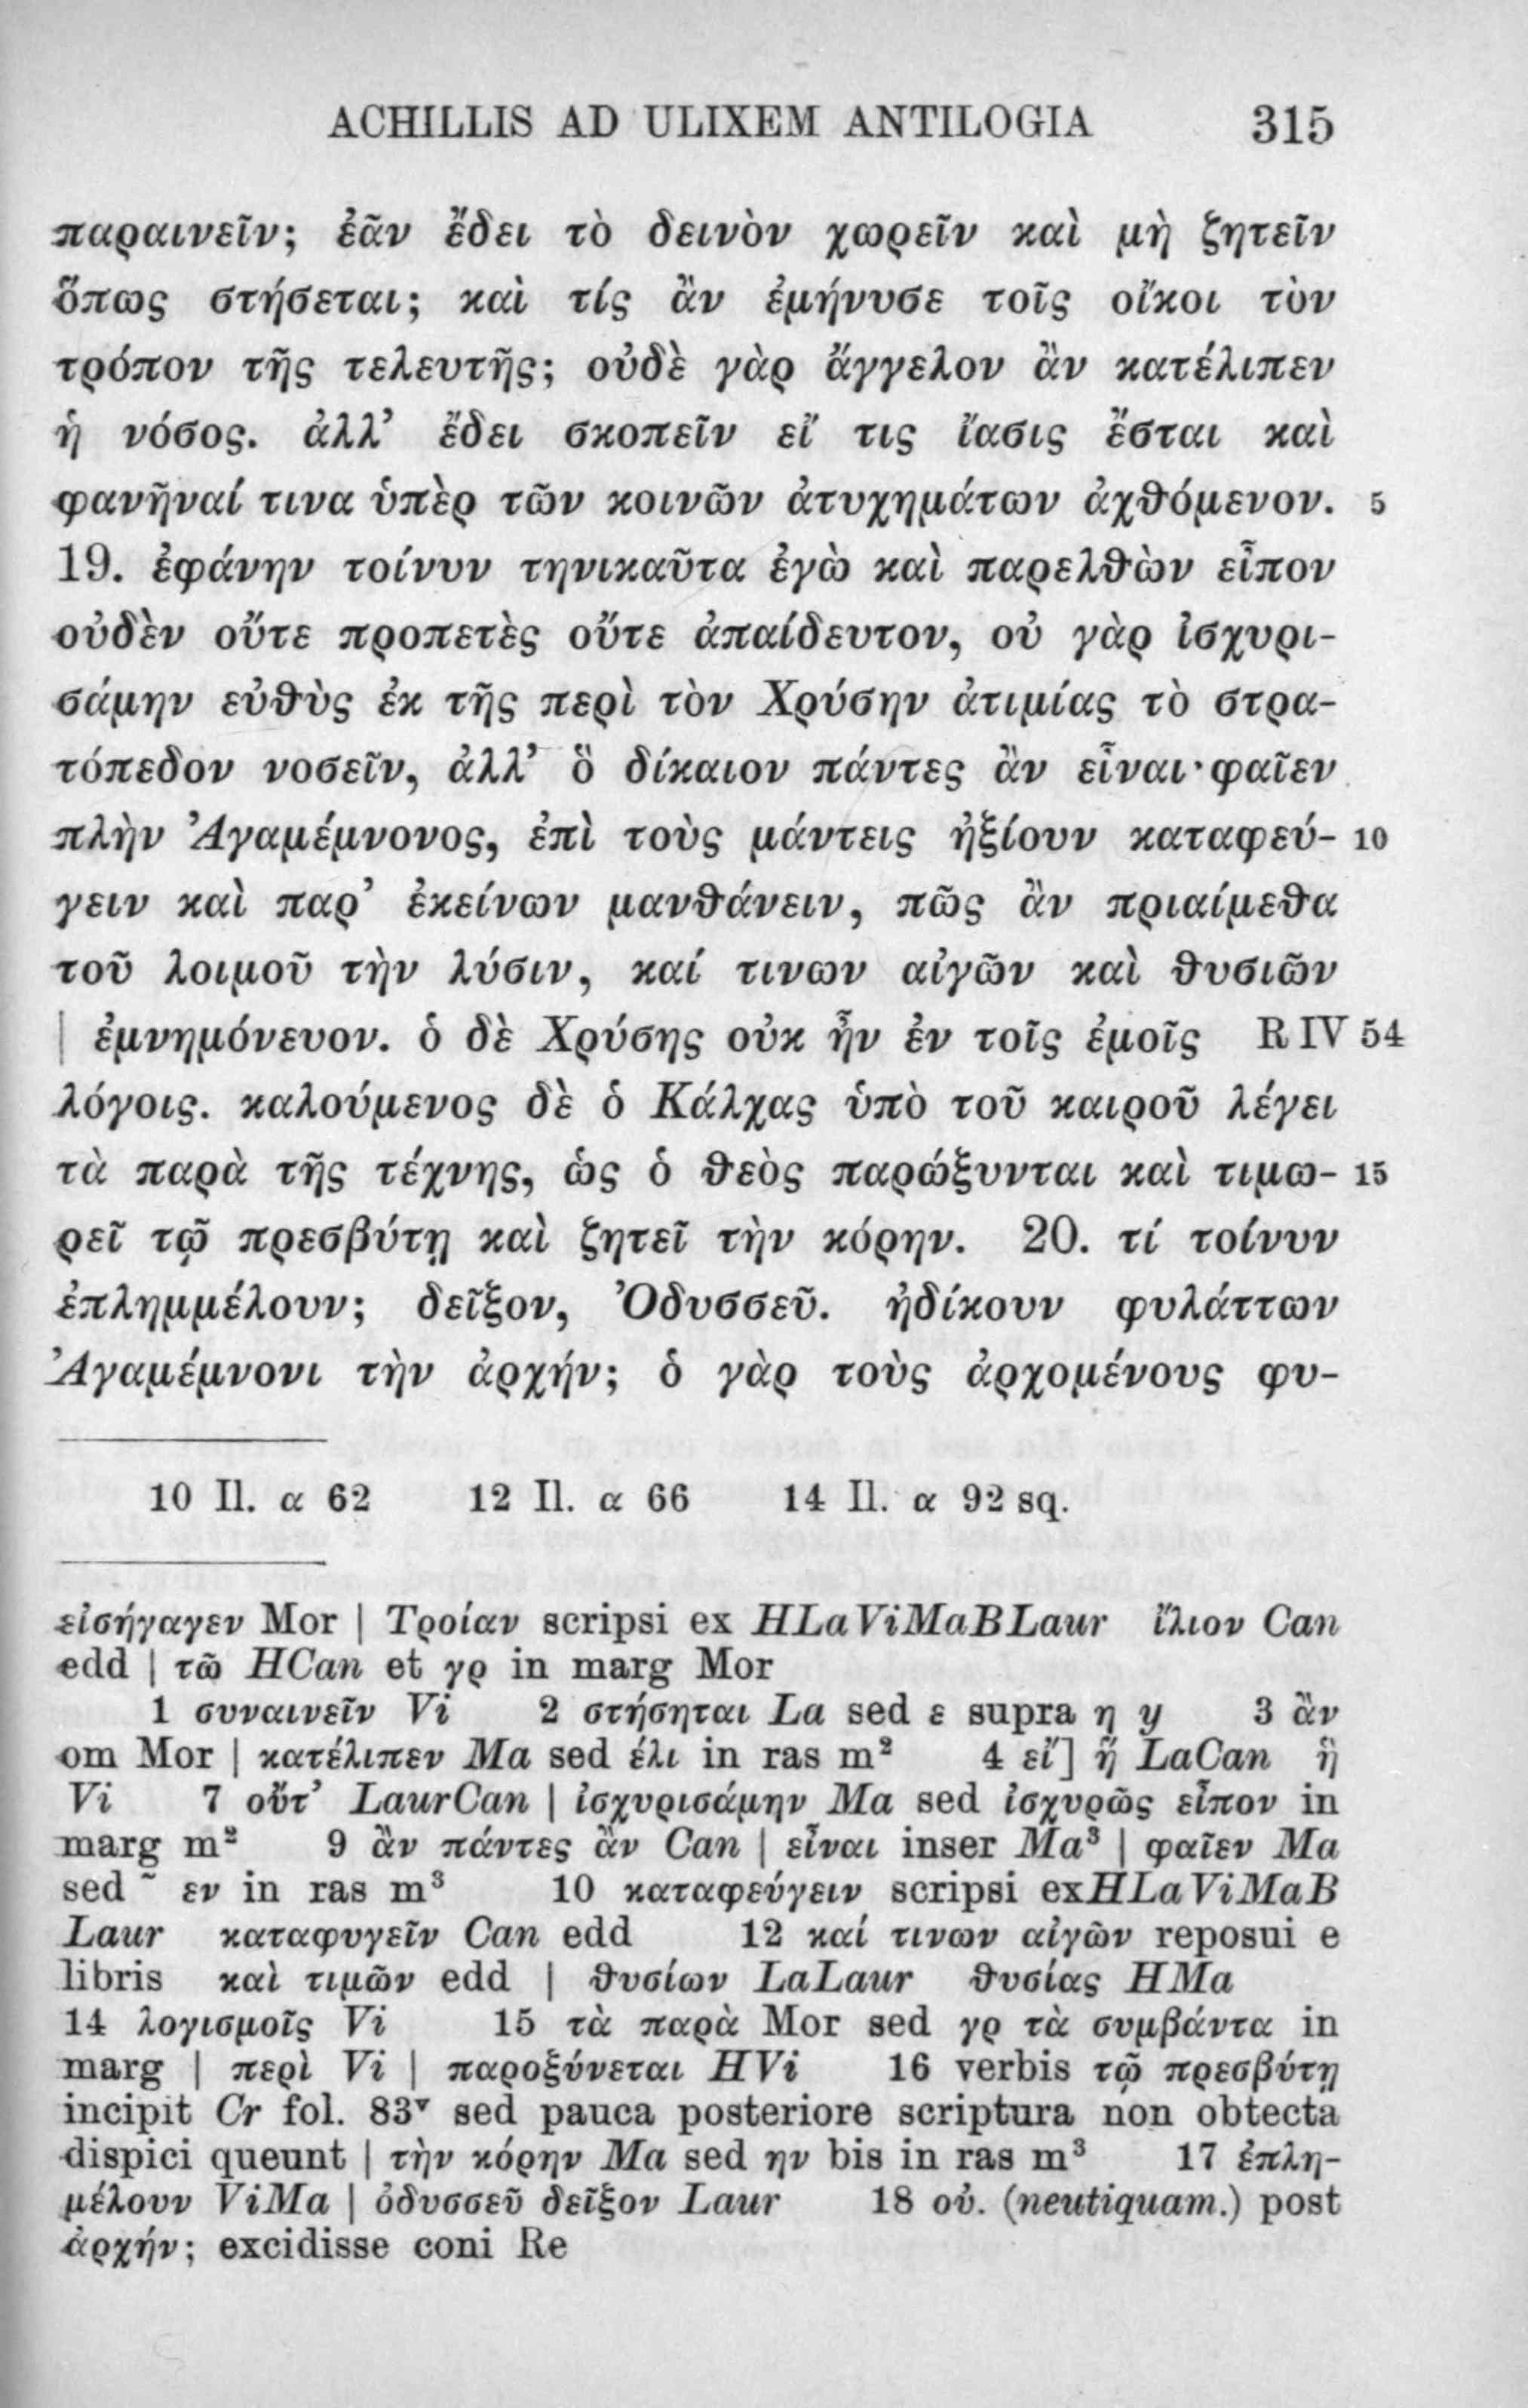 ACHILLIS AD ULIXEM ANTILOGIA 315
παραινεῖν; ἐᾶν ἔδει τὸ δεινὸν χωρεῖν καὶ μὴ ζητεῖν
ὅπως στήσεται; καὶ τίς ἂν ἐμήνυσε τοῖς οἴκοι τὸν
τρόπον τῆς τελευτῆς; οὐδὲ γὰρ ἄγγελον ἂν κατέλιπεν
ἡ νόσος. ἀλλ’ ἔδει σκοπεῖν εἴ τις ἴασις ἔσται καὶ
φανῆναί τινα ὑπὲρ τῶν κοινῶν ἀτυχημάτων ἀχθόμενον. 5
19. ἐφάνην τοίνυν τηνικαῦτα ἐγὼ καὶ παρελθὼν εἶπον
οὐδὲν οὔτε προπετὲς οὔτε ἀπαίδευτον, οὐ γὰρ ἰσχυρι-
σάμην εὐθὺς ἐκ τῆς περὶ τὸν Χρύσην ἀτιμίας τὸ στρα-
τόπεδον νοσεῖν, ἀλλ’ ὃ δίκαιον πάντες ἂν εἶναι φαῖεν
πλὴν Ἀγαμέμνονος, ἐπὶ τοὺς μάντεις ἠξίουν καταφεύ- 10
γειν καὶ παρ’ ἐκείνων μανθάνειν, πῶς ἂν πριαίμεθα
τοῦ λοιμοῦ τὴν λύσιν, καί τινων αἰγῶν καὶ θυσιῶν
| ἐμνημόνευον. ὁ δὲ Χρύσης οὐκ ἦν ἐν τοῖς ἐμοῖς R IV 54
λόγοις. καλούμενος δὲ ὁ Κάλχας ὑπὸ τοῦ καιροῦ λέγει
τὰ παρὰ τῆς τέχνης, ὡς ὁ θεὸς παρώξυνται καὶ τιμω- 15
ρεῖ τῷ πρεσβύτῃ καὶ ζητεῖ τὴν κόρην. 20. τί τοίνυν
ἐπλημμέλουν; δεῖξον, Ὀδυσσεῦ. ἠδίκουν φυλάττων
Ἀγαμέμνονι τὴν ἀρχήν; ὁ γὰρ τοὺς ἀρχομένους φυ-
10 Il. α 62 12 Il. α 66 14 Il. α 92 sq.
εἰσήγαγεν Mor | Τροίαν scripsi ex HLaViMaBLaur ἴλιον Can
edd | τῶ HCan et γρ in marg Mor
1 συναινεῖν Vi 2 στήσηται La sed ε supra η y 3 ἂν
om Mor | κατέλιπεν Ma sed έλι in ras m² 4 εἴ] ἤ LaCan ἢ
Vi 7 οὔτ’ LaurCan | ἰσχυρισάμην Ma sed ἰσχυρῶς εἶπον in
marg m² 9 ἂν πάντες ἂν Can | εἶναι inser Ma³ | φαῖεν Ma
sed ῀ εν in ras m³ 10 καταφεύγειν scripsi exHLaViMaB
Laur καταφυγεῖν Can edd 12 καί τινων αἰγῶν reposui e
libris καὶ τιμῶν edd | θυσίων LaLaur θυσίας HMa
14 λογισμοῖς Vi 15 τὰ παρὰ Mor sed γρ τὰ συμβάντα in
marg | περὶ Vi | παροξύνεται HVi 16 verbis τῷ πρεσβύτῃ
incipit Cr fol. 83ᵛ sed pauca posteriore scriptura non obtecta
dispici queunt | τὴν κόρην Ma sed ην bis in ras m³ 17 ἐπλη-
μέλουν ViMa | ὀδυσσεῦ δεῖξον Laur 18 οὐ. (neutiquam.) post
ἀρχήν; excidisse coni Re